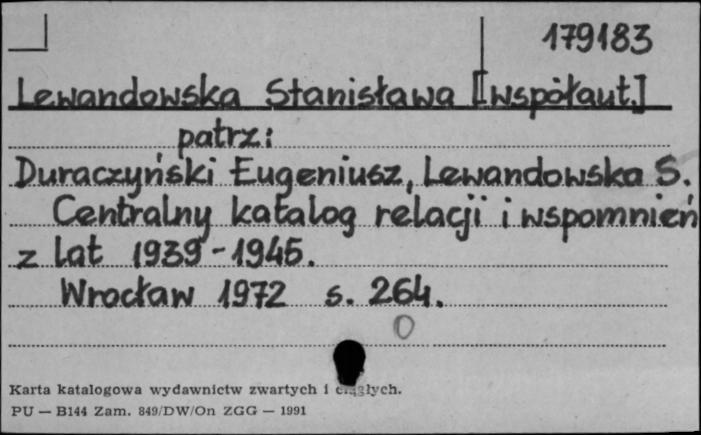 179183
Lewandowska Stanisława [współaut.]
patrz:
Duraczyński Eugeniusz, Lewandowska S.
Centralny katalog relacji i wspomnień
z lat 1939-1945.
Wrocław 1972 s. 264.
O
Karta katalogowa wydawnictw zwartych i ciągłych.
PU — B144 Zam. 849/DW/On ZGG — 1991